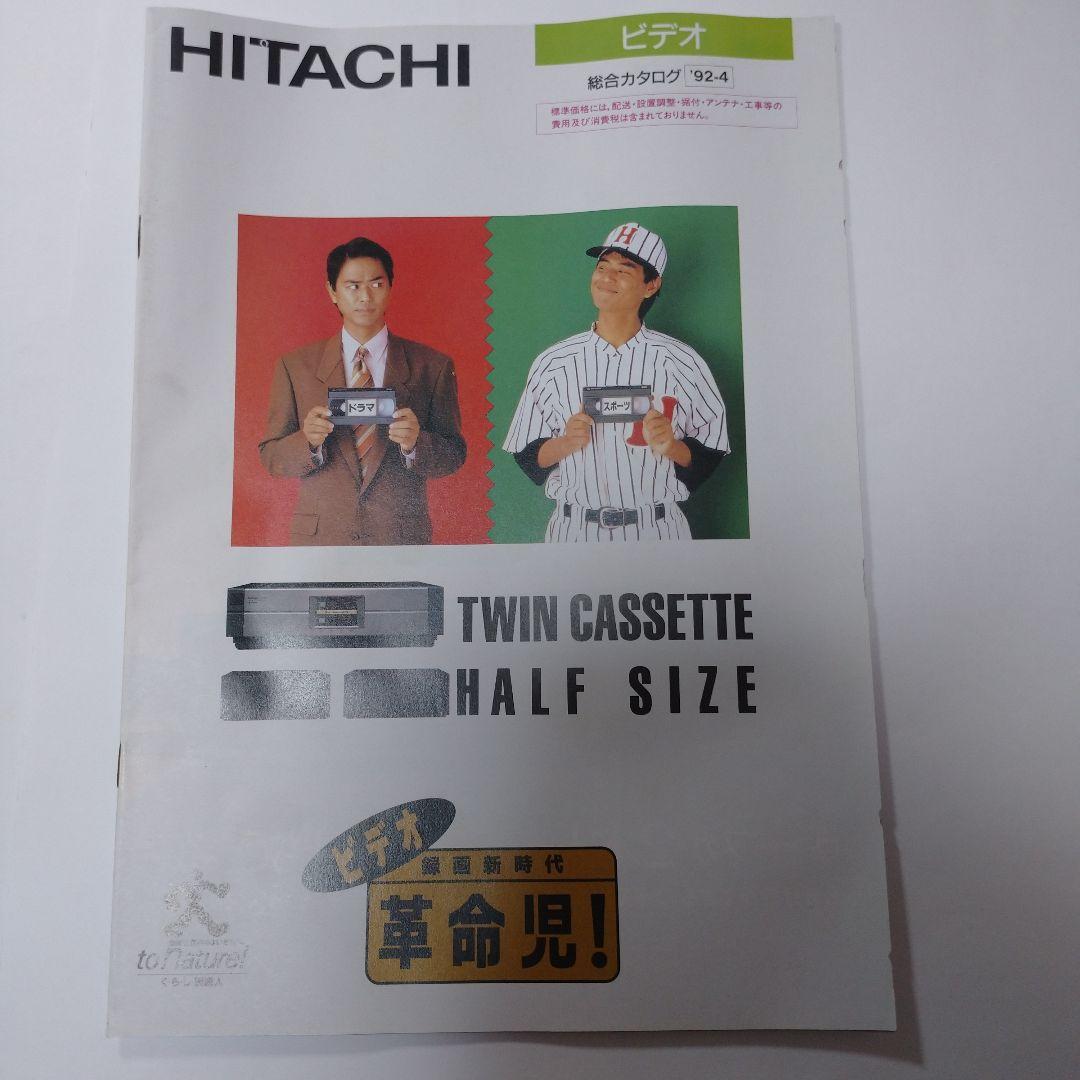 HITACHI
ビデオ
総合カタログ '92-4
標準価格には、配送・設置調整・据付・アンテナ・工事等の
費用及び消費税は含まれておりません。
H
ドラマ
スポーツ
H
TWIN CASSETTE
HALF SIZE
ビデオ
録画新時代
革命児!
to nature!